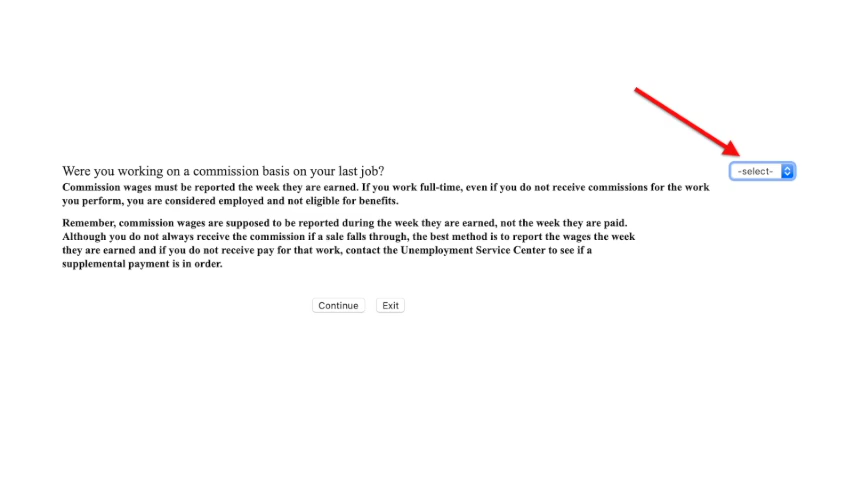 Were you working on a commission basis on your last job?
-select-
Commission wages must be reported the week they are earned. If you work full-time, even if you do not receive commissions for the work
you perform, you are considered employed and not eligible for benefits.
Remember, commission wages are supposed to be reported during the week they are earned, not the week they are paid.
Although you do not always receive the commission if a sale falls through, the best method is to report the wages the week
they are earned and if you do not receive pay for that work, contact the Unemployment Service Center to see if a
supplemental payment is in order.
Continue Exit